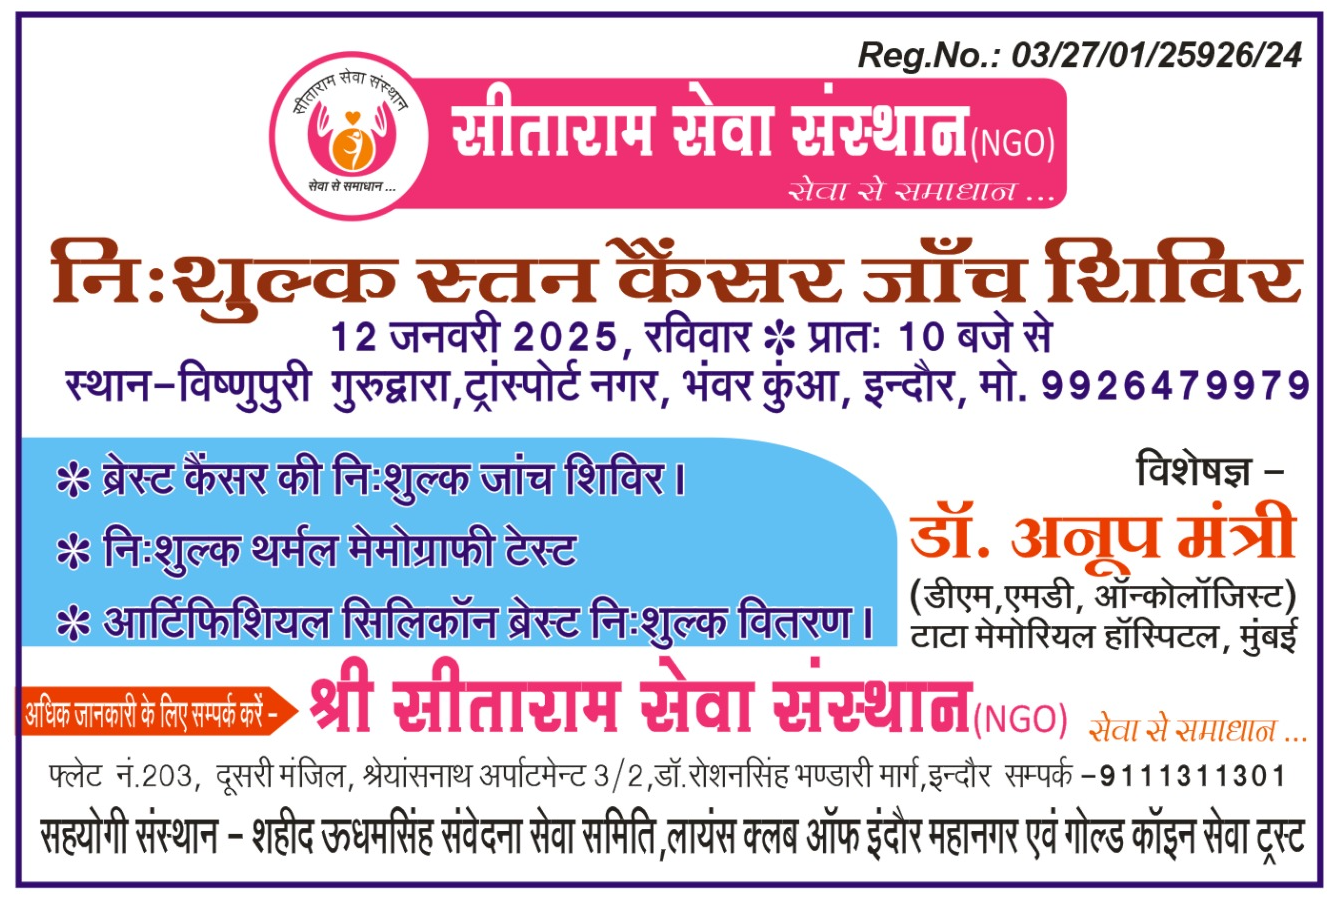 Reg.No.: 03/27/01/25926/24
सीताराम सेवा संस्थान
सेवा से समाधान ...
सीताराम सेवा संस्थान(NGO)
सेवा से समाधान ...
निःशुल्क स्तन कैंसर जाँच शिविर
12 जनवरी 2025, रविवार ✻ प्रातः 10 बजे से
स्थान-विष्णुपुरी गुरुद्वारा,ट्रांस्पोर्ट नगर, भंवर कुंआ, इन्दौर, मो. 9926479979
✻ ब्रेस्ट कैंसर की निःशुल्क जांच शिविर।
✻ निःशुल्क थर्मल मेमोग्राफी टेस्ट
✻ आर्टिफिशियल सिलिकॉन ब्रेस्ट निःशुल्क वितरण।
विशेषज्ञ -
डॉ. अनूप मंत्री
(डीएम,एमडी, ऑन्कोलॉजिस्ट)
टाटा मेमोरियल हॉस्पिटल, मुंबई
अधिक जानकारी के लिए सम्पर्क करें -
श्री सीताराम सेवा संस्थान(NGO) सेवा से समाधान ...
फ्लेट नं.203, दूसरी मंजिल, श्रेयांसनाथ अर्पाटमेन्ट 3/2,डॉ.रोशनसिंह भण्डारी मार्ग,इन्दौर सम्पर्क -9111311301
सहयोगी संस्थान - शहीद ऊधमसिंह संवेदना सेवा समिति,लायंस क्लब ऑफ इंदौर महानगर एवं गोल्ड कॉइन सेवा ट्रस्ट